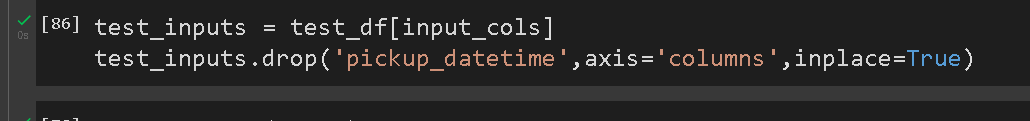 [86] test_inputs = test_df[input_cols]
test_inputs.drop('pickup_datetime',axis='columns',inplace=True)
0s